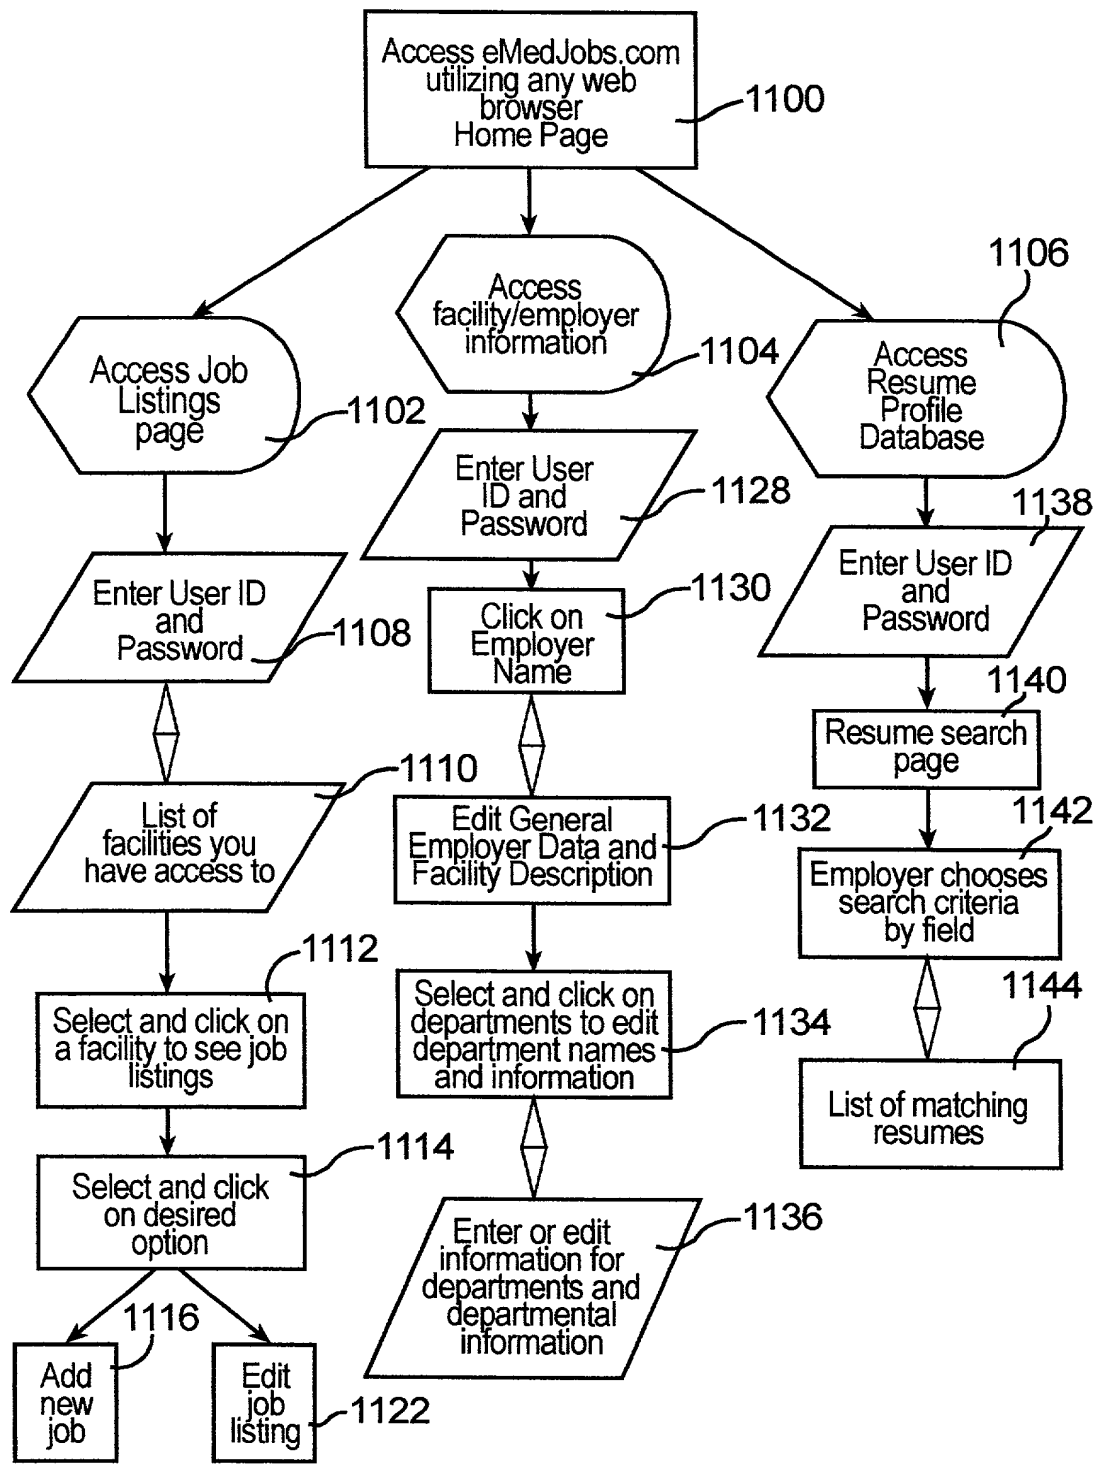 Access eMedJobs.com
utilizing any web
browser
Home Page
1100
Access Job
Listings
page
1102
Enter User ID
and
Password
1108
List of
facilities you
have access to
1110
Select and click on
a facility to see job
listings
1112
Select and click
on desired
option
1114
Add
new
job
1116
Edit
job
listing
1122
Access
facility/employer
information
1104
Enter User
ID and
Password
1128
Click on
Employer
Name
1130
Edit General
Employer Data and
Facility Description
1132
Select and click on
departments to edit
department names
and information
1134
Enter or edit
information for
departments and
departmental
information
1136
Access
Resume
Profile
Database
1106
Enter User ID
and
Password
1138
Resume search
page
1140
Employer chooses
search criteria
by field
1142
List of matching
resumes
1144